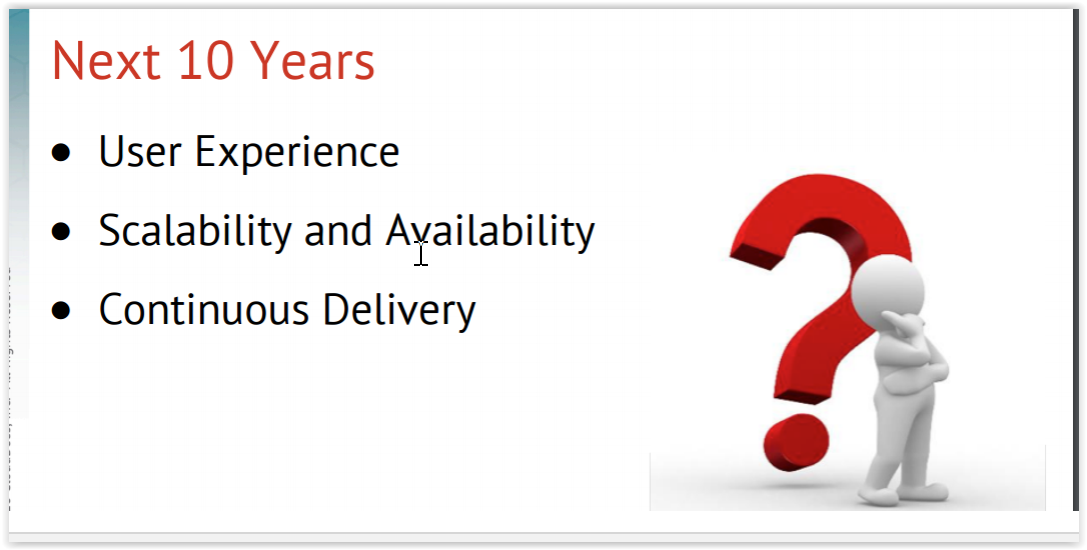 Next 10 Years
● User Experience
● Scalability and Availability
● Continuous Delivery